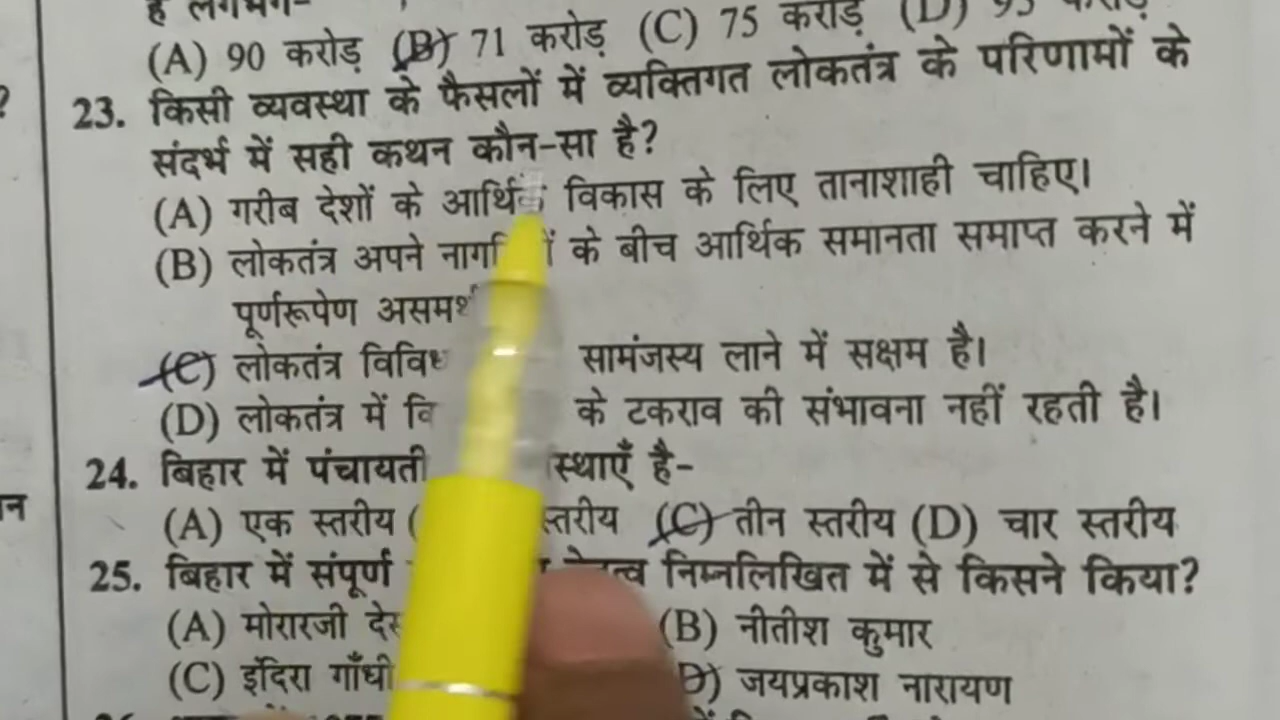 है लगभग-
(A) 90 करोड़ (B) 71 करोड़ (C) 75 करोड़ (D) 95 करोड़
23. किसी व्यवस्था के फैसलों में व्यक्तिगत लोकतंत्र के परिणामों के
संदर्भ में सही कथन कौन-सा है?
(A) गरीब देशों के आर्थिक विकास के लिए तानाशाही चाहिए।
(B) लोकतंत्र अपने के बीच आर्थिक समानता समाप्त करने में
पूर्णरूपेण
(C) लोकतंत्र सामंजस्य लाने में सक्षम है।
(D) लोकतंत्र में के टकराव की संभावना नहीं रहती है।
24. बिहार में पंचायती है-
(A) एक स्तरीय स्तरीय (C) तीन स्तरीय (D) चार स्तरीय
25. बिहार में संपूर्ण निम्नलिखित में से किसने किया?
(A) मोरारजी (B) नीतीश कुमार
(C) इंदिरा गाँधी (D) जयप्रकाश नारायण